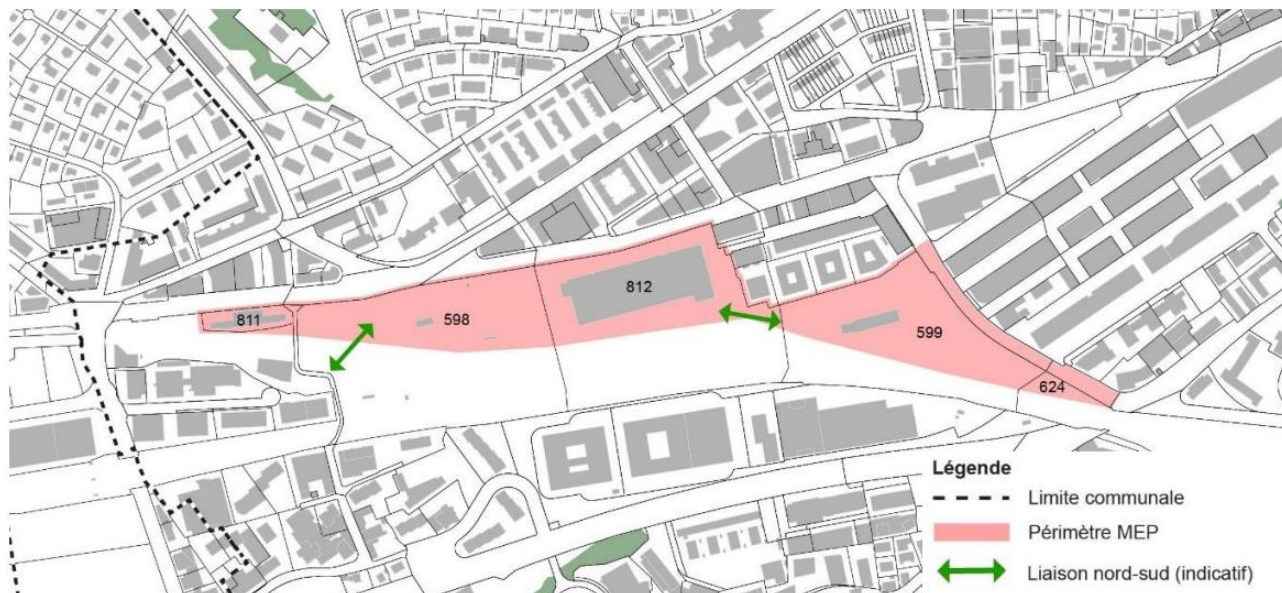 812
811
598
599
624
Légende
Limite communale
Périmètre MEP
Liaison nord-sud (indicatif)